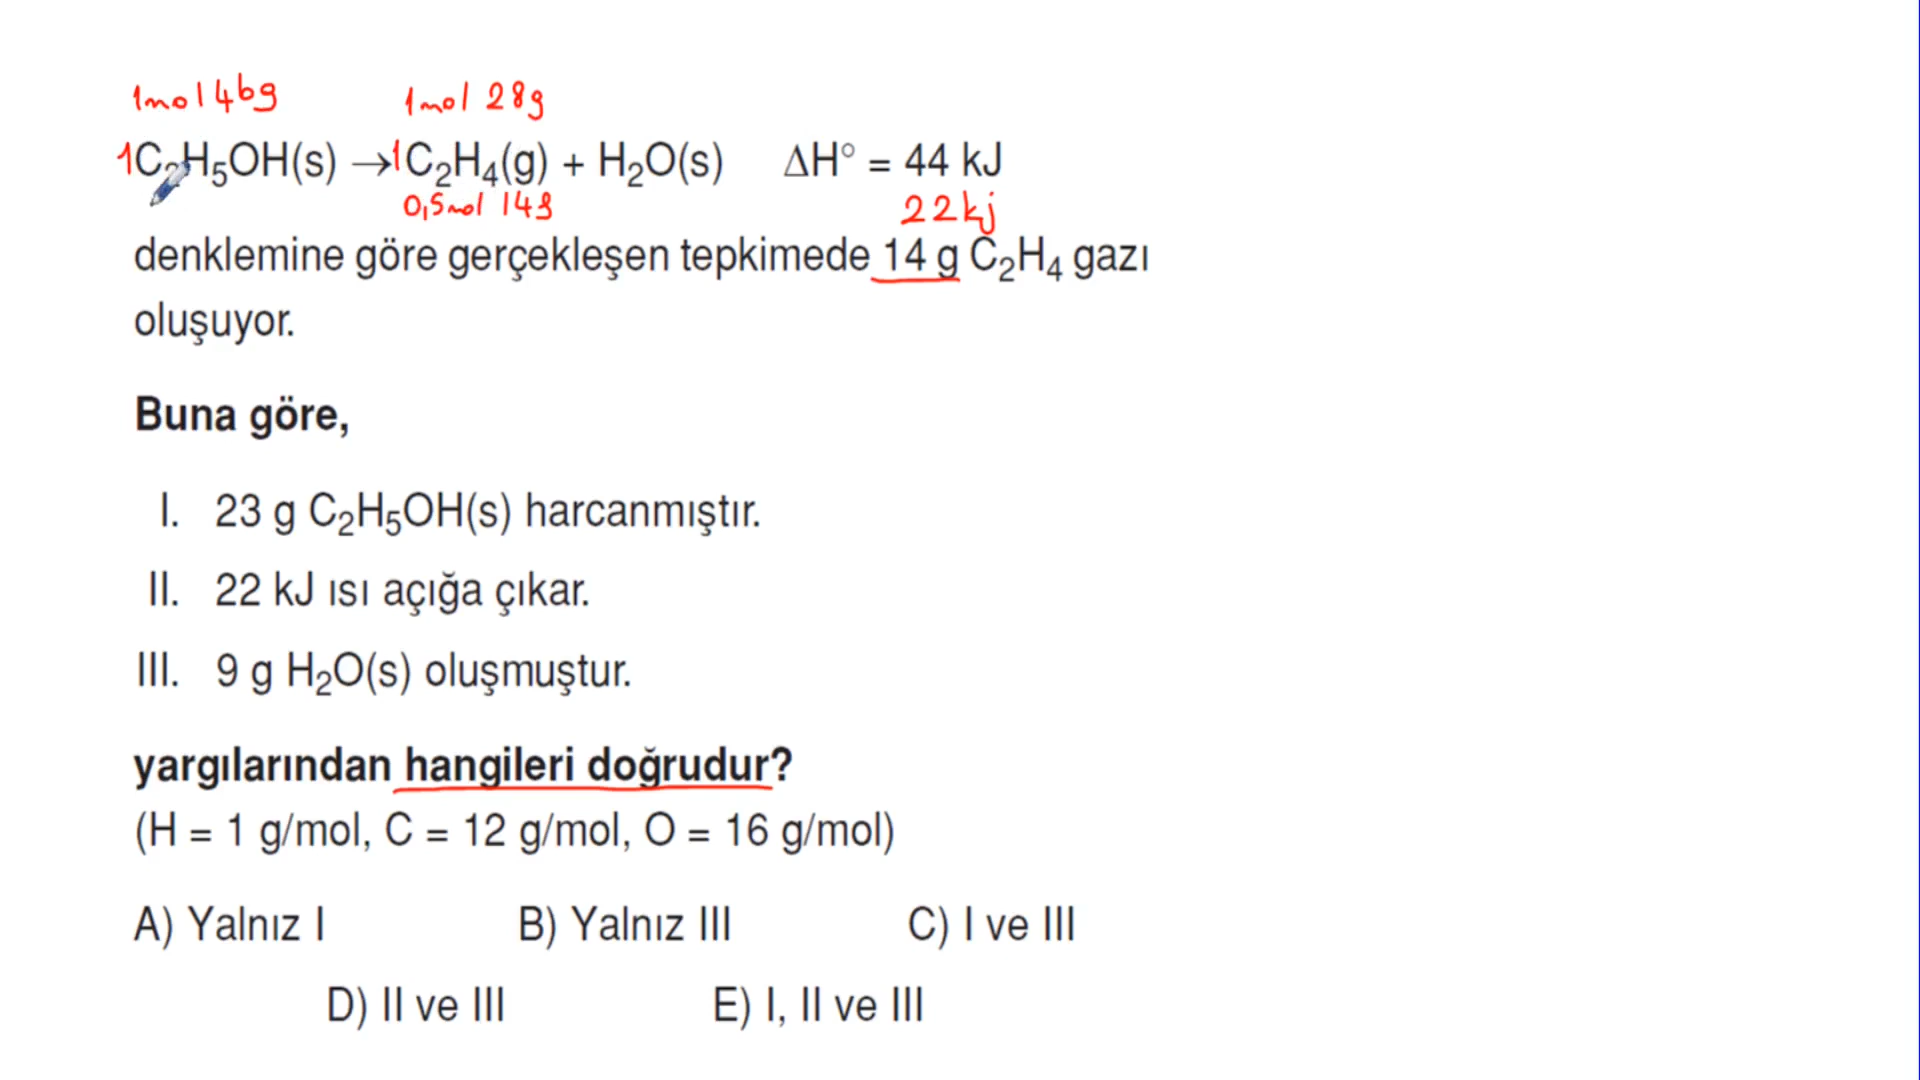 1mol 46g 1mol 28g
1C₂H₅OH(s) →1C₂H₄(g) + H₂O(s) ΔH° = 44 kJ
0,5mol 14g 22kj
denklemine göre gerçekleşen tepkimede 14 g C₂H₄ gazı
oluşuyor.
Buna göre,
I. 23 g C₂H₅OH(s) harcanmıştır.
II. 22 kJ ısı açığa çıkar.
III. 9 g H₂O(s) oluşmuştur.
yargılarından hangileri doğrudur?
(H = 1 g/mol, C = 12 g/mol, O = 16 g/mol)
A) Yalnız I B) Yalnız III C) I ve III
D) II ve III E) I, II ve III